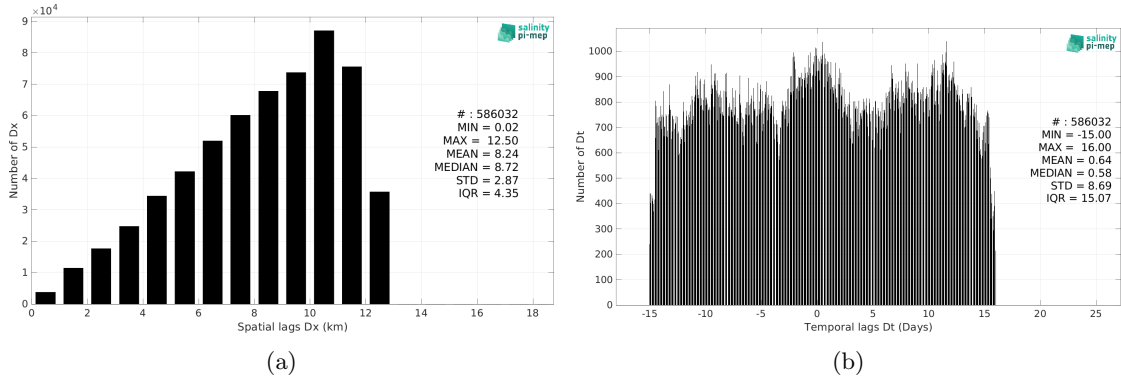 ×10⁴
9
8
7
6
5
4
3
2
1
0
Number of Dx
salinity
pi-mep
# : 586032
MIN = 0.02
MAX = 12.50
MEAN = 8.24
MEDIAN = 8.72
STD = 2.87
IQR = 4.35
0 2 4 6 8 10 12 14 16 18
Spatial lags Dx (km)
(a)
1000
900
800
700
600
500
400
300
200
100
0
Number of Dt
salinity
pi-mep
# : 586032
MIN = -15.00
MAX = 16.00
MEAN = 0.64
MEDIAN = 0.58
STD = 8.69
IQR = 15.07
-15 -10 -5 0 5 10 15 20 25
Temporal lags Dt (Days)
(b)